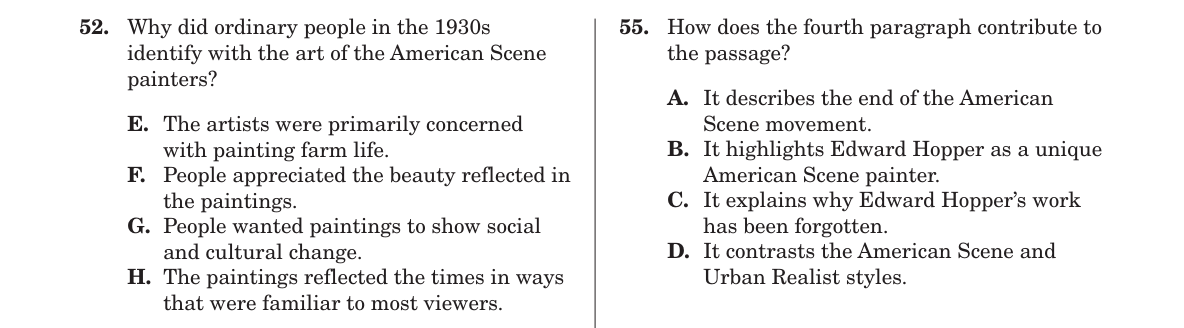 52. Why did ordinary people in the 1930s
identify with the art of the American Scene
painters?
E. The artists were primarily concerned
with painting farm life.
F. People appreciated the beauty reflected in
the paintings.
G. People wanted paintings to show social
and cultural change.
H. The paintings reflected the times in ways
that were familiar to most viewers.
55. How does the fourth paragraph contribute to
the passage?
A. It describes the end of the American
Scene movement.
B. It highlights Edward Hopper as a unique
American Scene painter.
C. It explains why Edward Hopper’s work
has been forgotten.
D. It contrasts the American Scene and
Urban Realist styles.